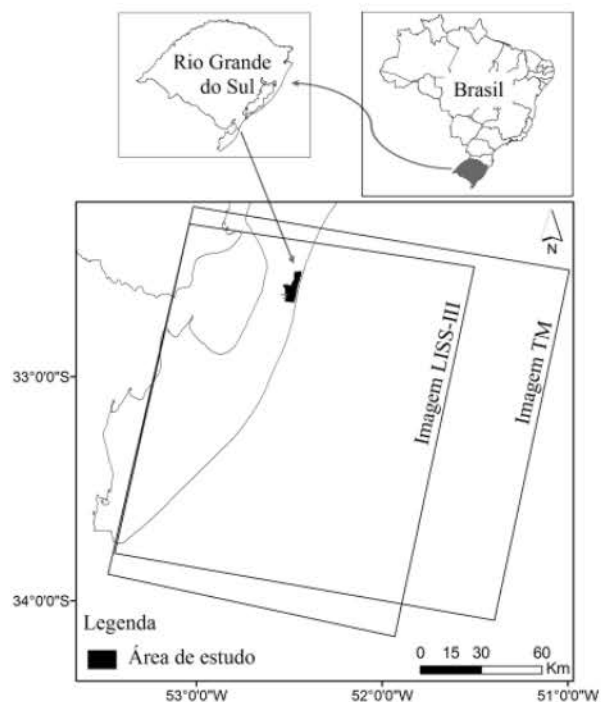 Rio Grande
do Sul
Brasil
N
Imagem LISS-III
Imagem TM
33°0'0"S
34°0'0"S
Legenda
Área de estudo
0 15 30 60
Km
53°0'0"W
52°0'0"W
51°0'0"W